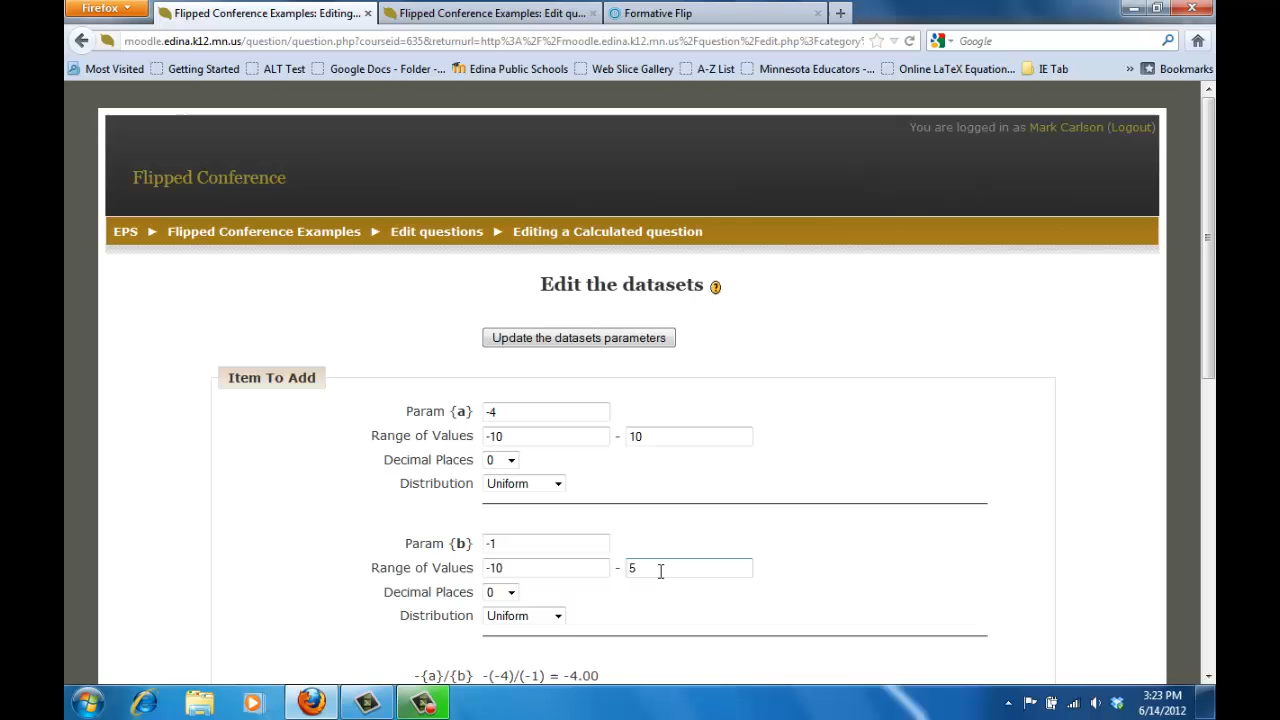 Firefox
Flipped Conference Examples: Editing...
Flipped Conference Examples: Edit qu...
Formative Flip
moodle.edina.k12.mn.us/question/question.php?courseid=635&returnurl=http%3A%2F%2Fmoodle.edina.k12.mn.us%2Fquestion%2Fedit.php%3Fcategory
Google
Most Visited Getting Started ALT Test Google Docs - Folder -... Edina Public Schools Web Slice Gallery A-Z List Minnesota Educators -... Online LaTeX Equation... IE Tab » Bookmarks
You are logged in as Mark Carlson (Logout)
Flipped Conference
EPS ► Flipped Conference Examples ► Edit questions ► Editing a Calculated question
Edit the datasets ?
Update the datasets parameters
Item To Add
Param {a} -4
Range of Values -10 - 10
Decimal Places 0
Distribution Uniform
Param {b} -1
Range of Values -10 - 5
Decimal Places 0
Distribution Uniform
-{a}/{b} -(-4)/(-1) = -4.00
3:23 PM
6/14/2012